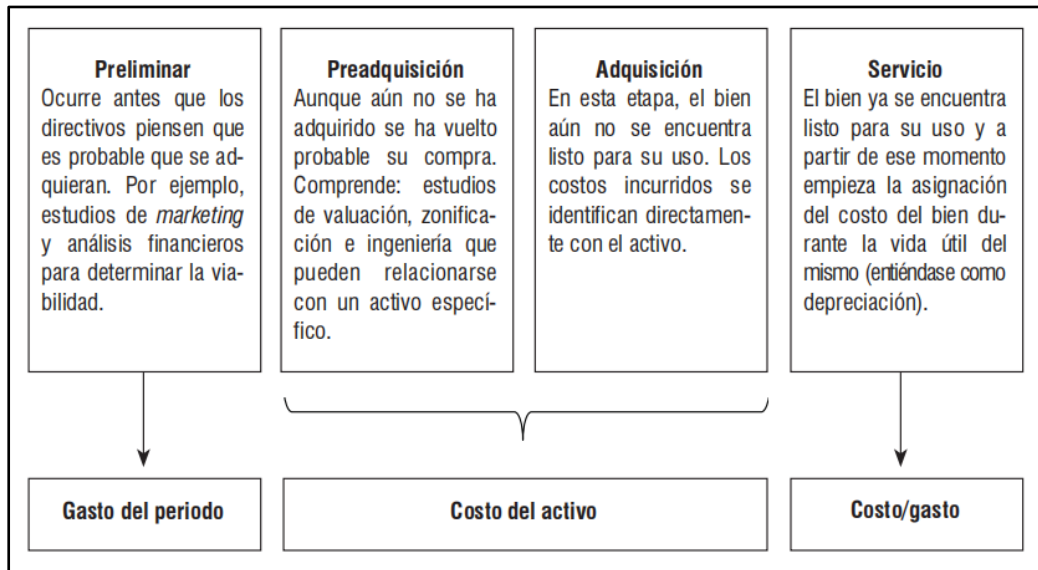 Preliminar
Ocurre antes que los
directivos piensen que
es probable que se ad-
quieran. Por ejemplo,
estudios de marketing
y análisis financieros
para determinar la via-
bilidad.
Preadquisición
Aunque aún no se ha
adquirido se ha vuelto
probable su compra.
Comprende: estudios
de valuación, zonifica-
ción e ingeniería que
pueden relacionarse
con un activo especí-
fico.
Adquisición
En esta etapa, el bien
aún no se encuentra
listo para su uso. Los
costos incurridos se
identifican directamen-
te con el activo.
Servicio
El bien ya se encuentra
listo para su uso y a
partir de ese momento
empieza la asignación
del costo del bien du-
rante la vida útil del
mismo (entiéndase como
depreciación).
Gasto del periodo
Costo del activo
Costo/gasto